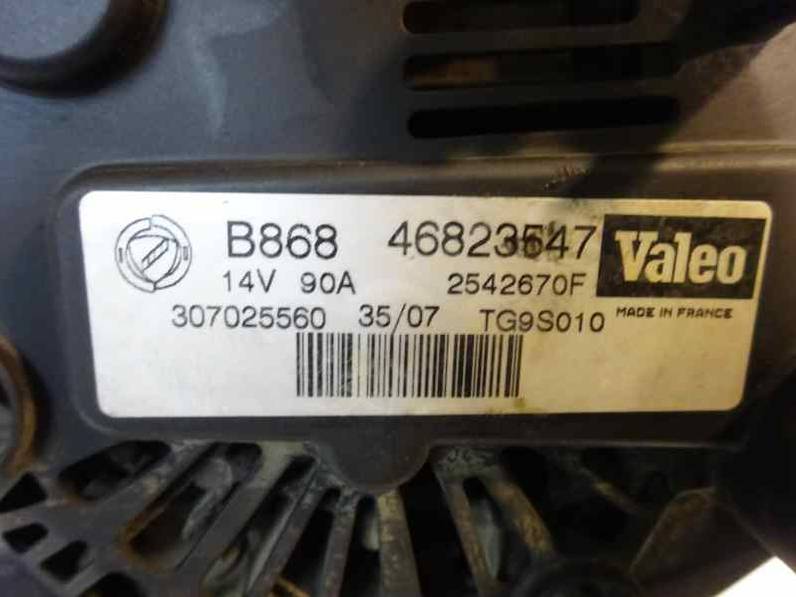 B868 46823547 Valeo
14V 90A 2542670F
307025560 35/07 TG9S010 MADE IN FRANCE